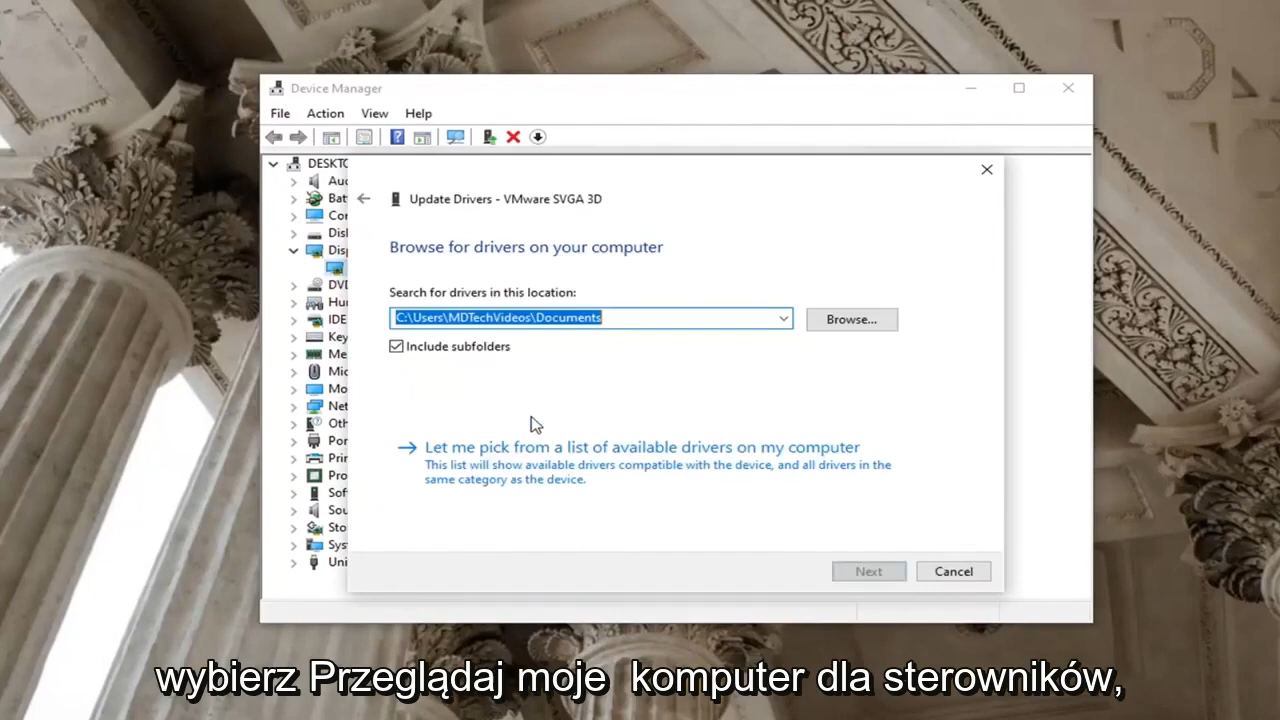 Device Manager
File Action View Help
DESKTC
Auc
Bat
Cor
Disl
Disp
DVD
Hur
IDE
Key
Me
Mic
Mo
Net
Oth
Por
Prin
Pro
Sof
Sou
Sto
Sys
Uni
Update Drivers - VMware SVGA 3D
Browse for drivers on your computer
Search for drivers in this location:
C:\Users\MDTechVideos\Documents
Browse...
Include subfolders
Let me pick from a list of available drivers on my computer
This list will show available drivers compatible with the device, and all drivers in the
same category as the device.
Next Cancel
wybierz Przeglądaj moje komputer dla sterowników,